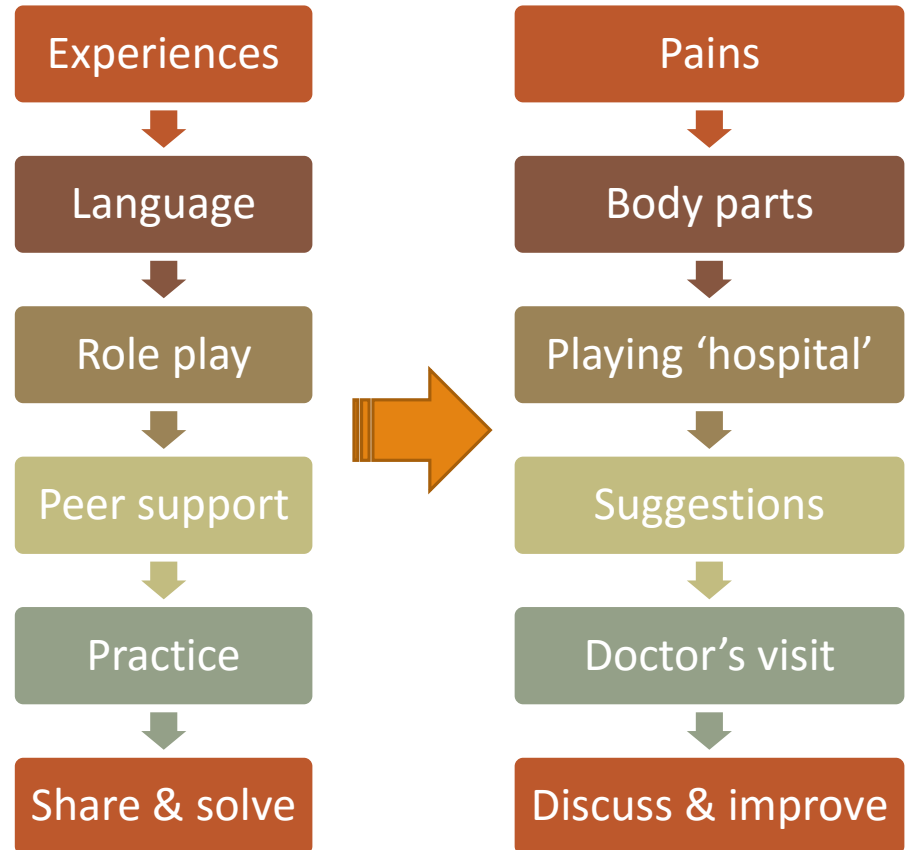 Experiences
Language
Role play
Peer support
Practice
Share & solve
Pains
Body parts
Playing ‘hospital’
Suggestions
Doctor’s visit
Discuss & improve